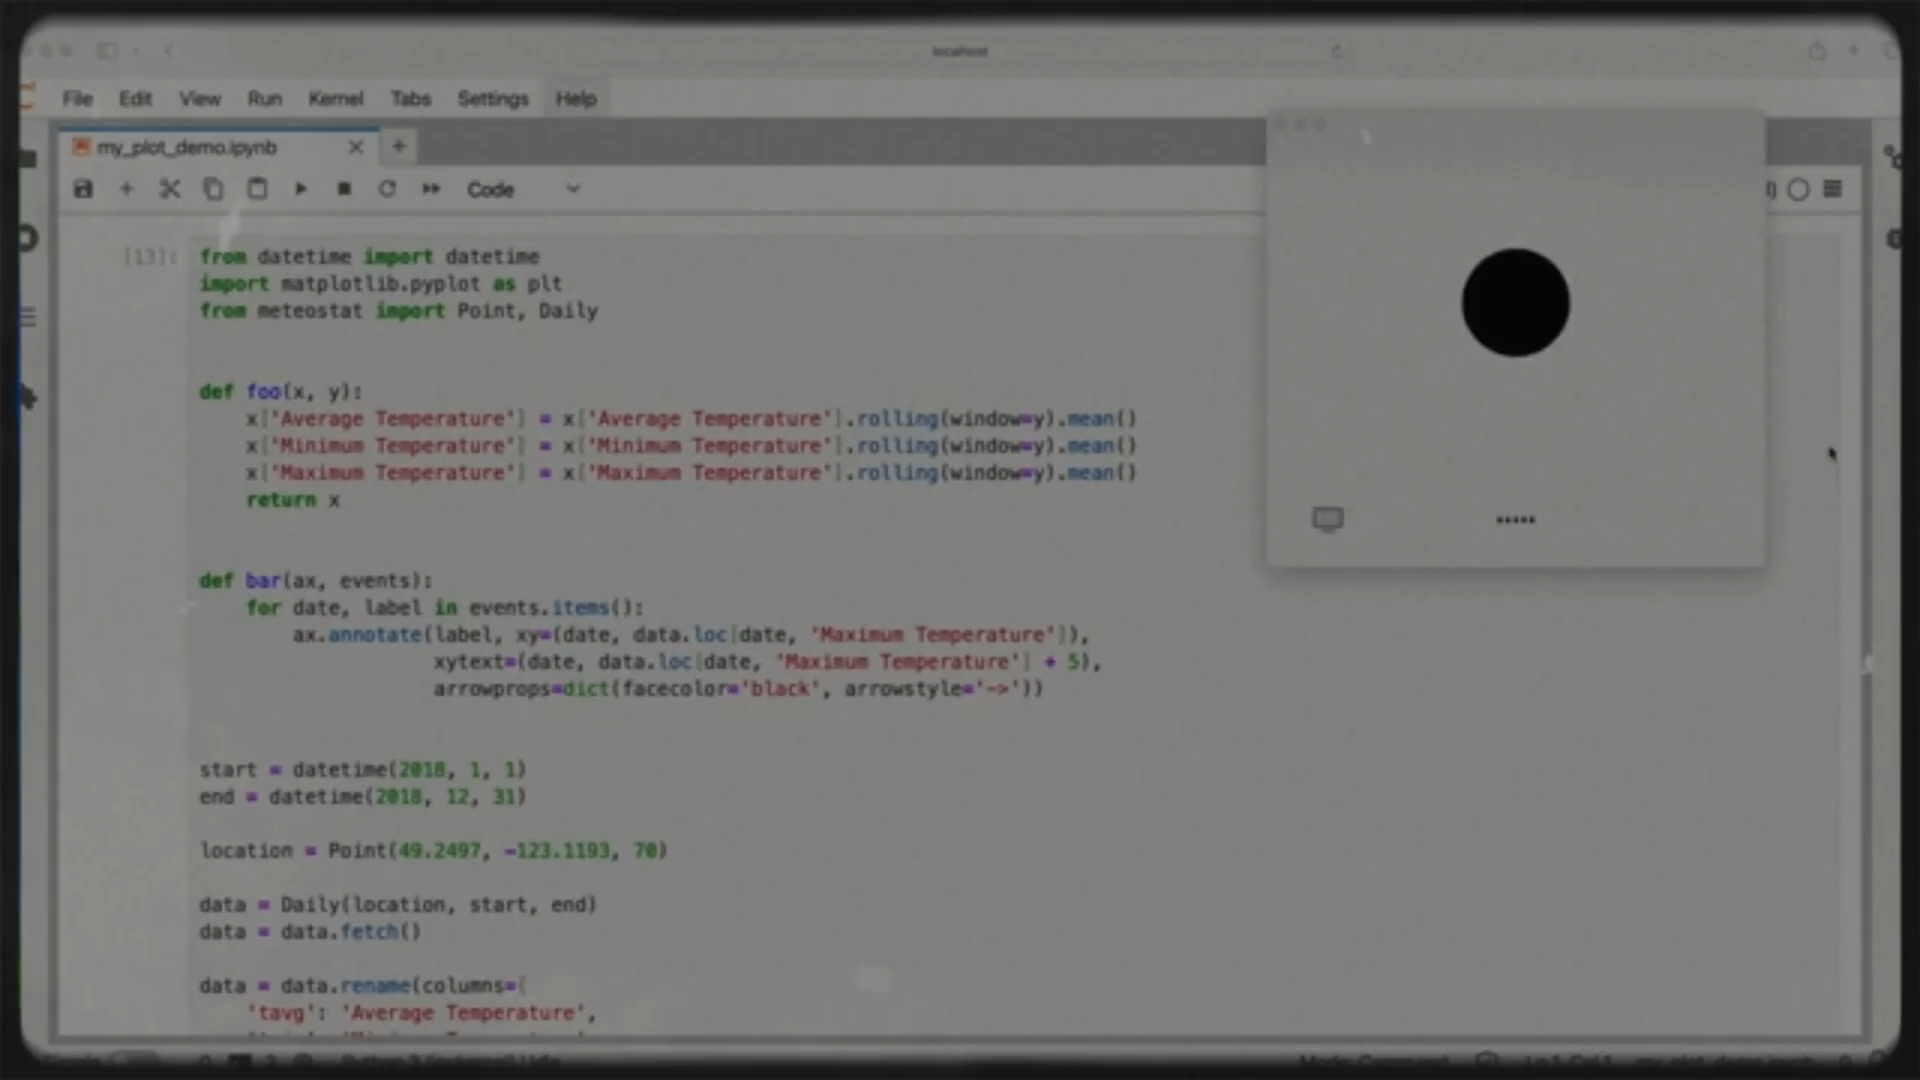 localhost
File Edit View Run Kernel Tabs Settings Help
my_plot_demo.ipynb
Code
[13]:
from datetime import datetime
import matplotlib.pyplot as plt
from meteostat import Point, Daily
def foo(x, y):
x['Average Temperature'] = x['Average Temperature'].rolling(window=y).mean()
x['Minimum Temperature'] = x['Minimum Temperature'].rolling(window=y).mean()
x['Maximum Temperature'] = x['Maximum Temperature'].rolling(window=y).mean()
return x
def bar(ax, events):
for date, label in events.items():
ax.annotate(label, xy=(date, data.loc[date, 'Maximum Temperature']),
xytext=(date, data.loc[date, 'Maximum Temperature'] + 5),
arrowprops=dict(facecolor='black', arrowstyle='->'))
start = datetime(2018, 1, 1)
end = datetime(2018, 12, 31)
location = Point(49.2497, -123.1193, 70)
data = Daily(location, start, end)
data = data.fetch()
data = data.rename(columns={
'tavg': 'Average Temperature',